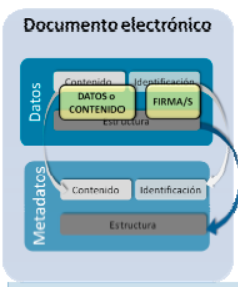 Documento electrónico
Datos
Contenido Identificación
DATOS o
CONTENIDO
FIRMA/S
Estructura
Metadatos
Contenido Identificación
Estructura